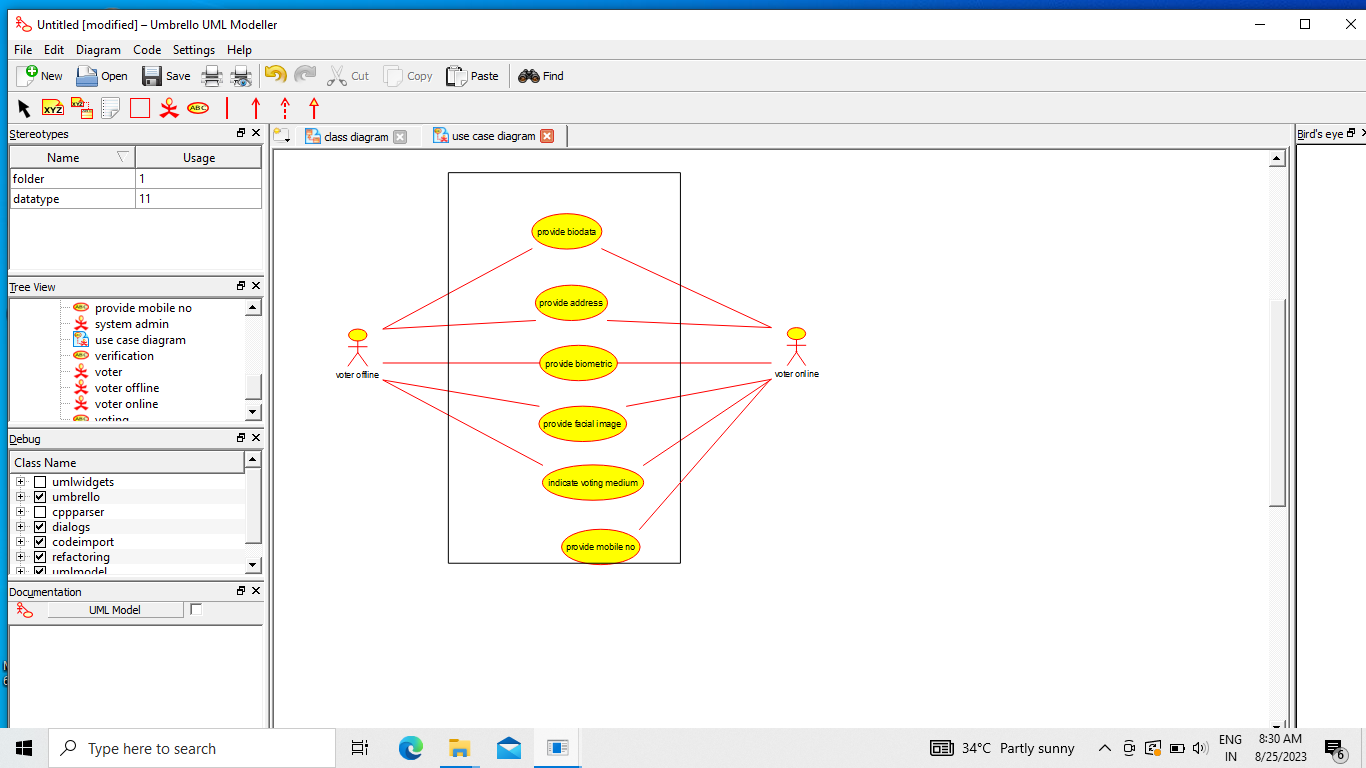 Untitled [modified] – Umbrello UML Modeller
File Edit Diagram Code Settings Help
New Open Save Cut Copy Paste Find
XYZ XYZ ABC
Stereotypes
Name Usage
folder 1
datatype 11
Tree View
provide mobile no
system admin
use case diagram
verification
voter
voter offline
voter online
voting
Debug
Class Name
umlwidgets
umbrello
cppparser
dialogs
codeimport
refactoring
umlmodel
Documentation
UML Model
class diagram use case diagram
provide biodata
provide address
provide biometric
provide facial image
indicate voting medium
provide mobile no
voter offline
voter online
Bird's eye
Type here to search
34°C Partly sunny
ENG
IN
8:30 AM
8/25/2023
6